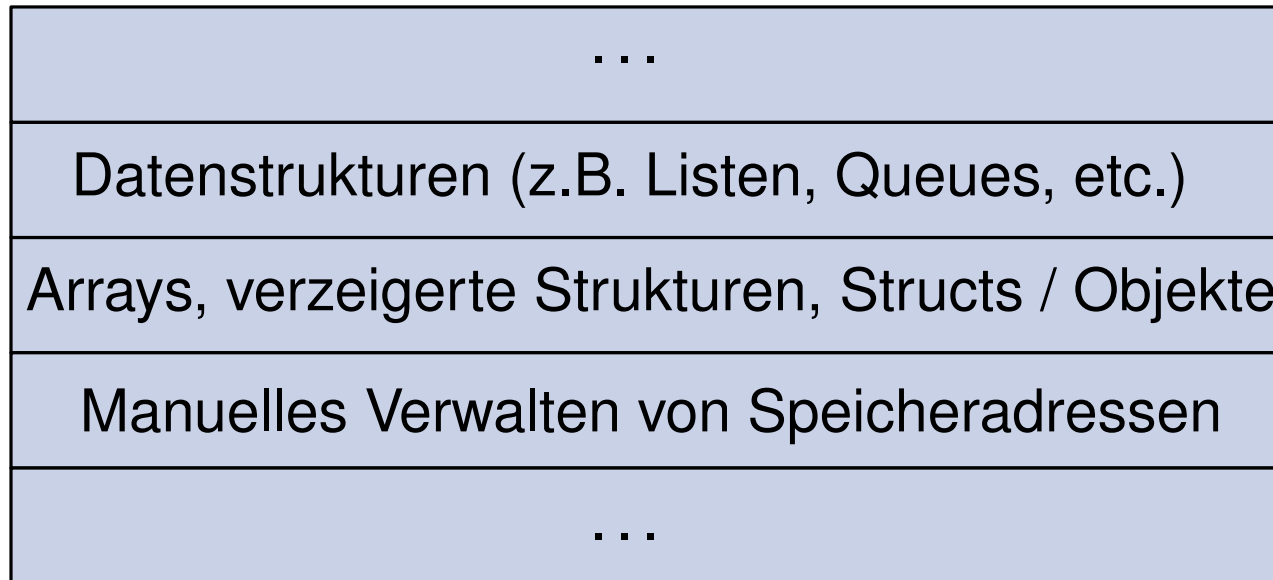 ...
Datenstrukturen (z.B. Listen, Queues, etc.)
Arrays, verzeigerte Strukturen, Structs / Objekte
Manuelles Verwalten von Speicheradressen
...